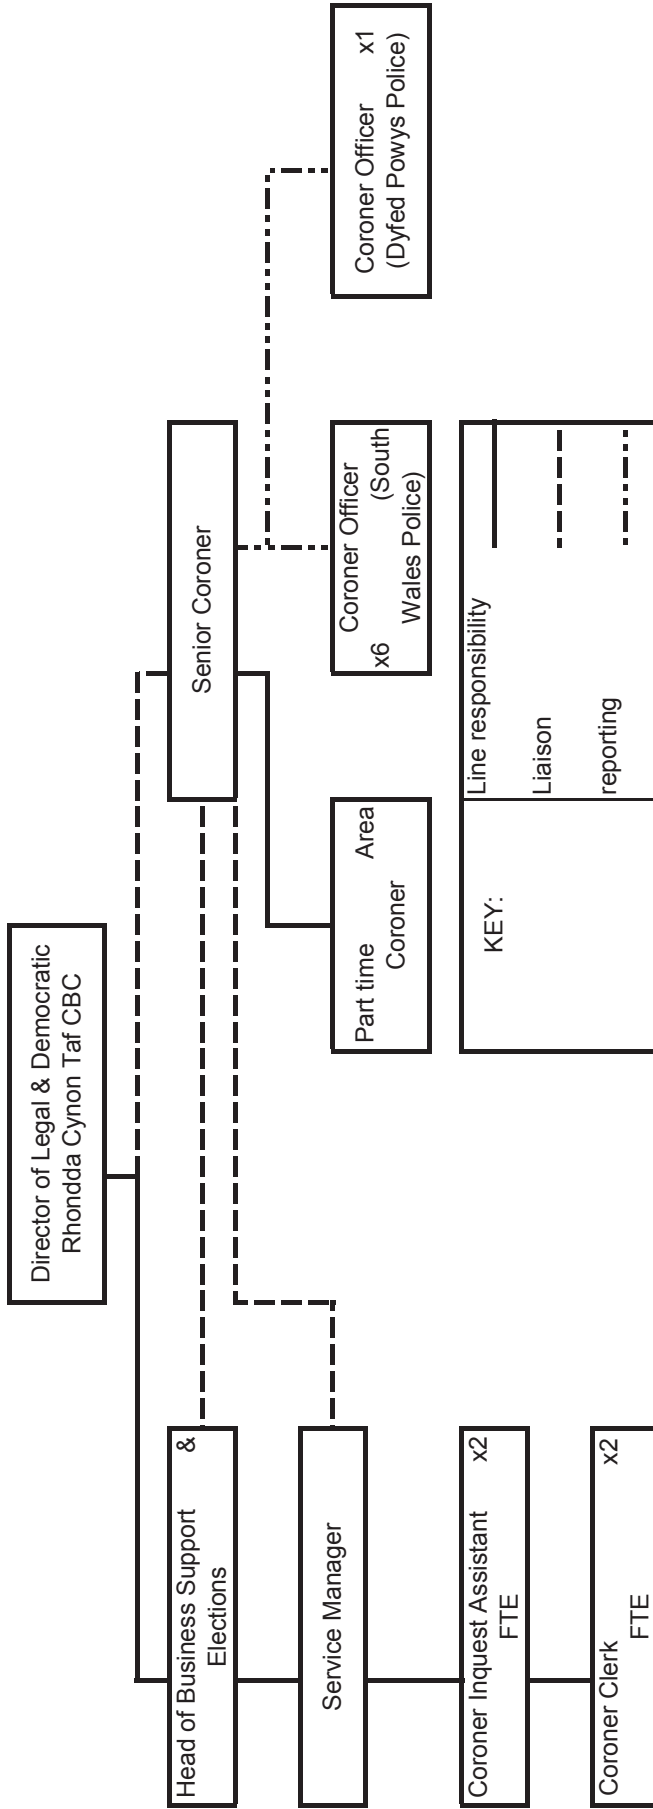 Director of Legal & Democratic
Rhondda Cynon Taf CBC
Head of Business Support &
Elections
Senior Coroner
Service Manager
Part time Area
Coroner
Coroner Officer
x6 (South
Wales Police)
Coroner Officer x1
(Dyfed Powys Police)
Coroner Inquest Assistant x2
FTE
Coroner Clerk x2
FTE
KEY:
Line responsibility
Liaison
reporting